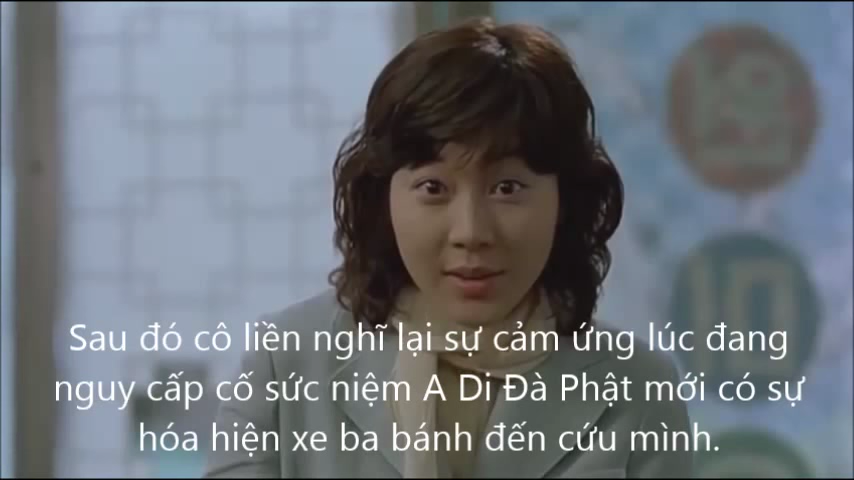 Sau đó cô liền nghĩ lại sự cảm ứng lúc đang
nguy cấp cố sức niệm A Di Đà Phật mới có sự
hóa hiện xe ba bánh đến cứu mình.